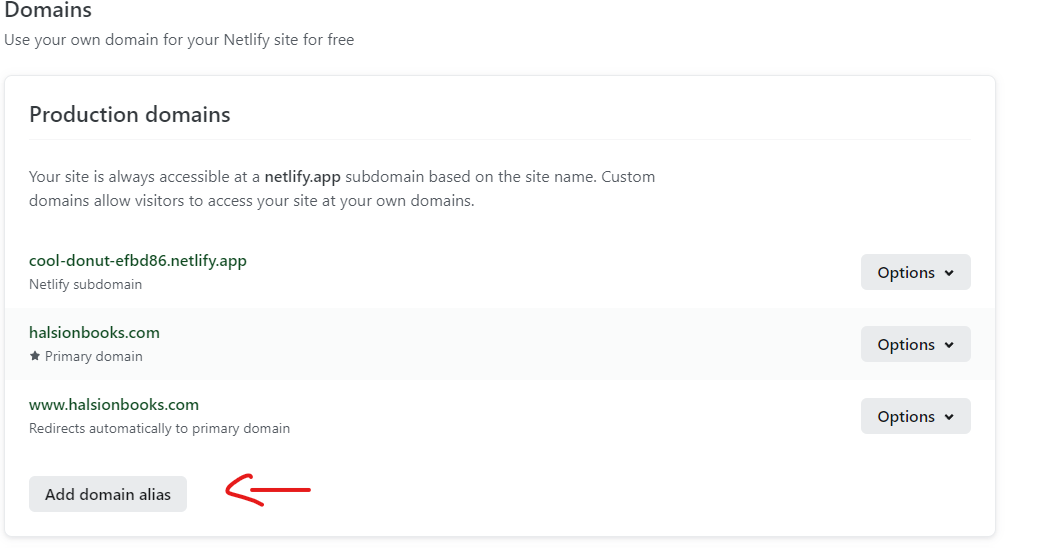 Domains
Use your own domain for your Netlify site for free
Production domains
Your site is always accessible at a netlify.app subdomain based on the site name. Custom
domains allow visitors to access your site at your own domains.
cool-donut-efbd86.netlify.app
Netlify subdomain
Options
halsionbooks.com
Primary domain
Options
www.halsionbooks.com
Redirects automatically to primary domain
Options
Add domain alias